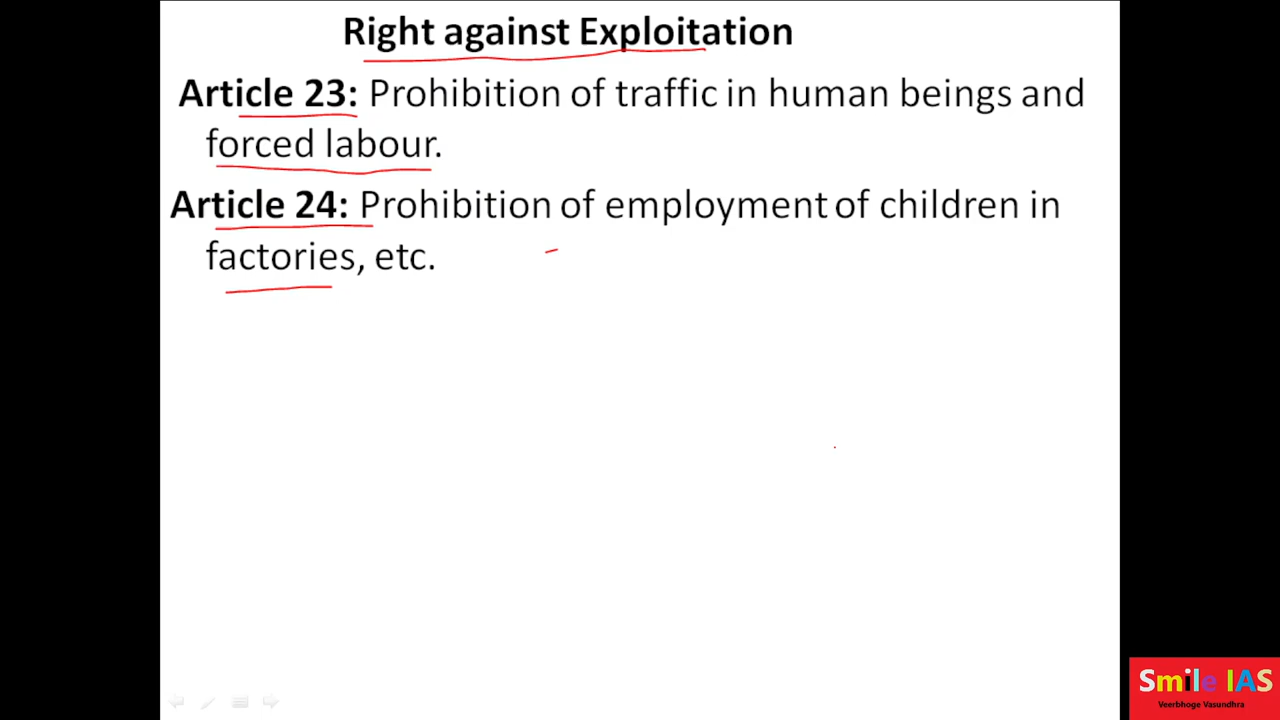 Right against Exploitation
Article 23: Prohibition of traffic in human beings and
forced labour.
Article 24: Prohibition of employment of children in
factories, etc.
Smile IAS
Veerbhoge Vasundhra